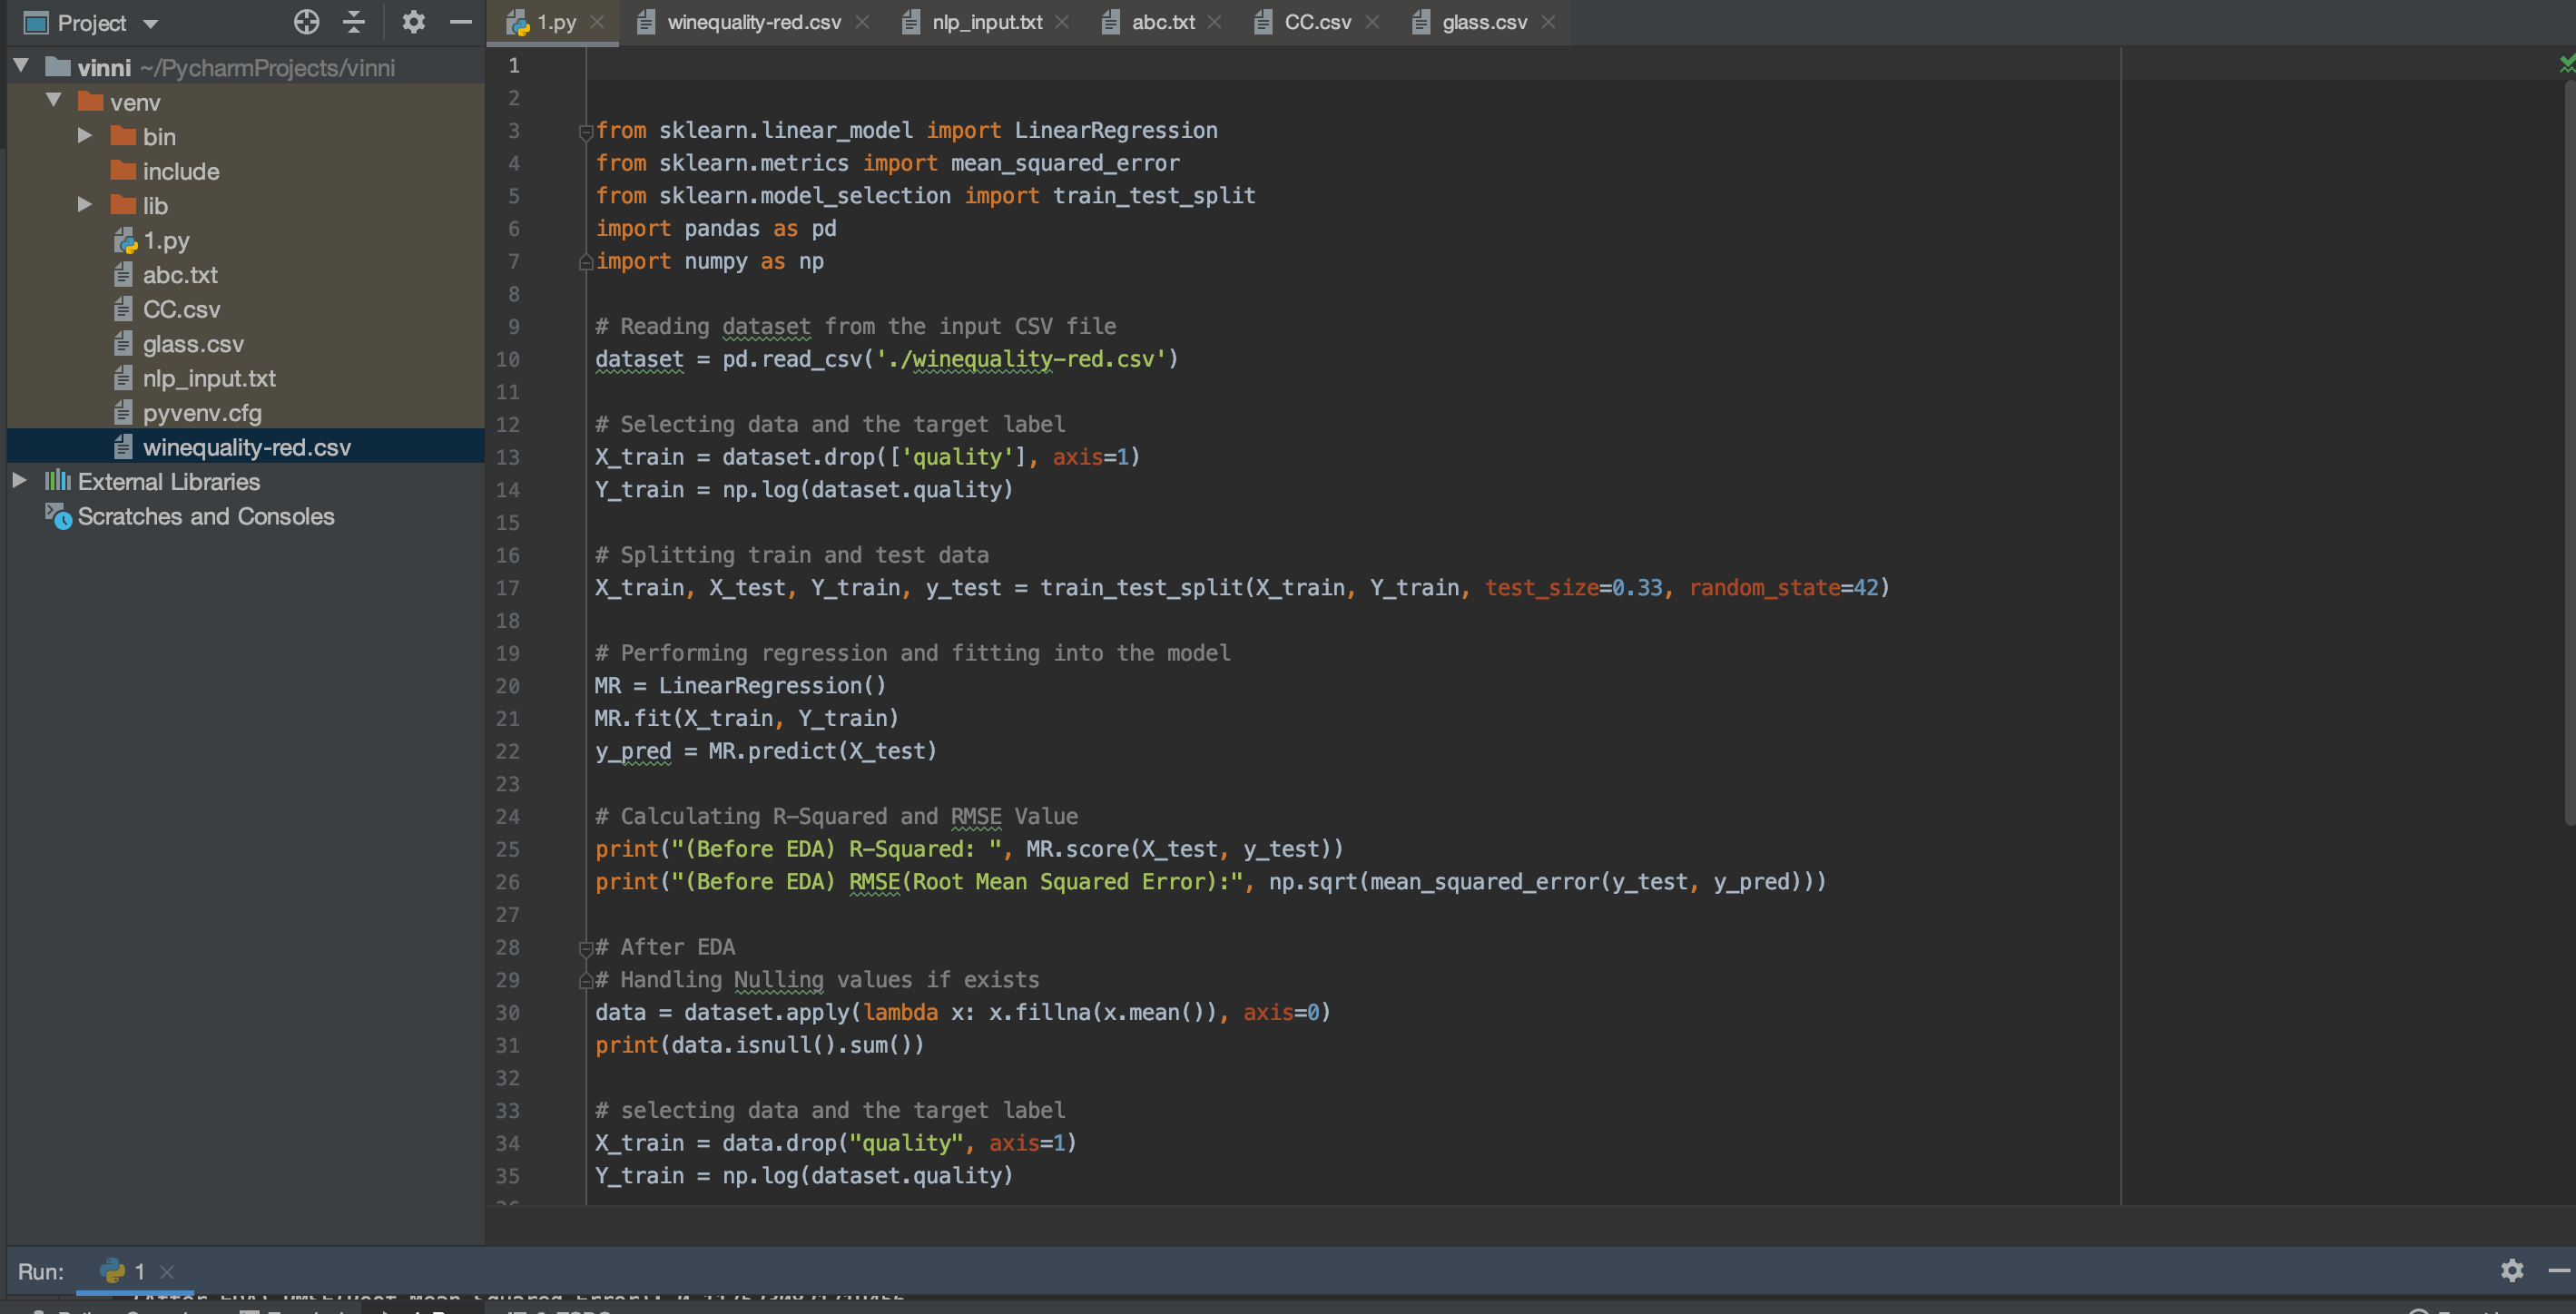 Project
1.py winequality-red.csv nlp_input.txt abc.txt CC.csv glass.csv
vinni ~/PycharmProjects/vinni
venv
bin
include
lib
1.py
abc.txt
CC.csv
glass.csv
nlp_input.txt
pyvenv.cfg
winequality-red.csv
External Libraries
Scratches and Consoles
1
2
3 from sklearn.linear_model import LinearRegression
4 from sklearn.metrics import mean_squared_error
5 from sklearn.model_selection import train_test_split
6 import pandas as pd
7 import numpy as np
8
9 # Reading dataset from the input CSV file
10 dataset = pd.read_csv('./winequality-red.csv')
11
12 # Selecting data and the target label
13 X_train = dataset.drop(['quality'], axis=1)
14 Y_train = np.log(dataset.quality)
15
16 # Splitting train and test data
17 X_train, X_test, Y_train, y_test = train_test_split(X_train, Y_train, test_size=0.33, random_state=42)
18
19 # Performing regression and fitting into the model
20 MR = LinearRegression()
21 MR.fit(X_train, Y_train)
22 y_pred = MR.predict(X_test)
23
24 # Calculating R-Squared and RMSE Value
25 print("(Before EDA) R-Squared: ", MR.score(X_test, y_test))
26 print("(Before EDA) RMSE(Root Mean Squared Error):", np.sqrt(mean_squared_error(y_test, y_pred)))
27
28 # After EDA
29 # Handling Nulling values if exists
30 data = dataset.apply(lambda x: x.fillna(x.mean()), axis=0)
31 print(data.isnull().sum())
32
33 # selecting data and the target label
34 X_train = data.drop("quality", axis=1)
35 Y_train = np.log(dataset.quality)
Run: 1